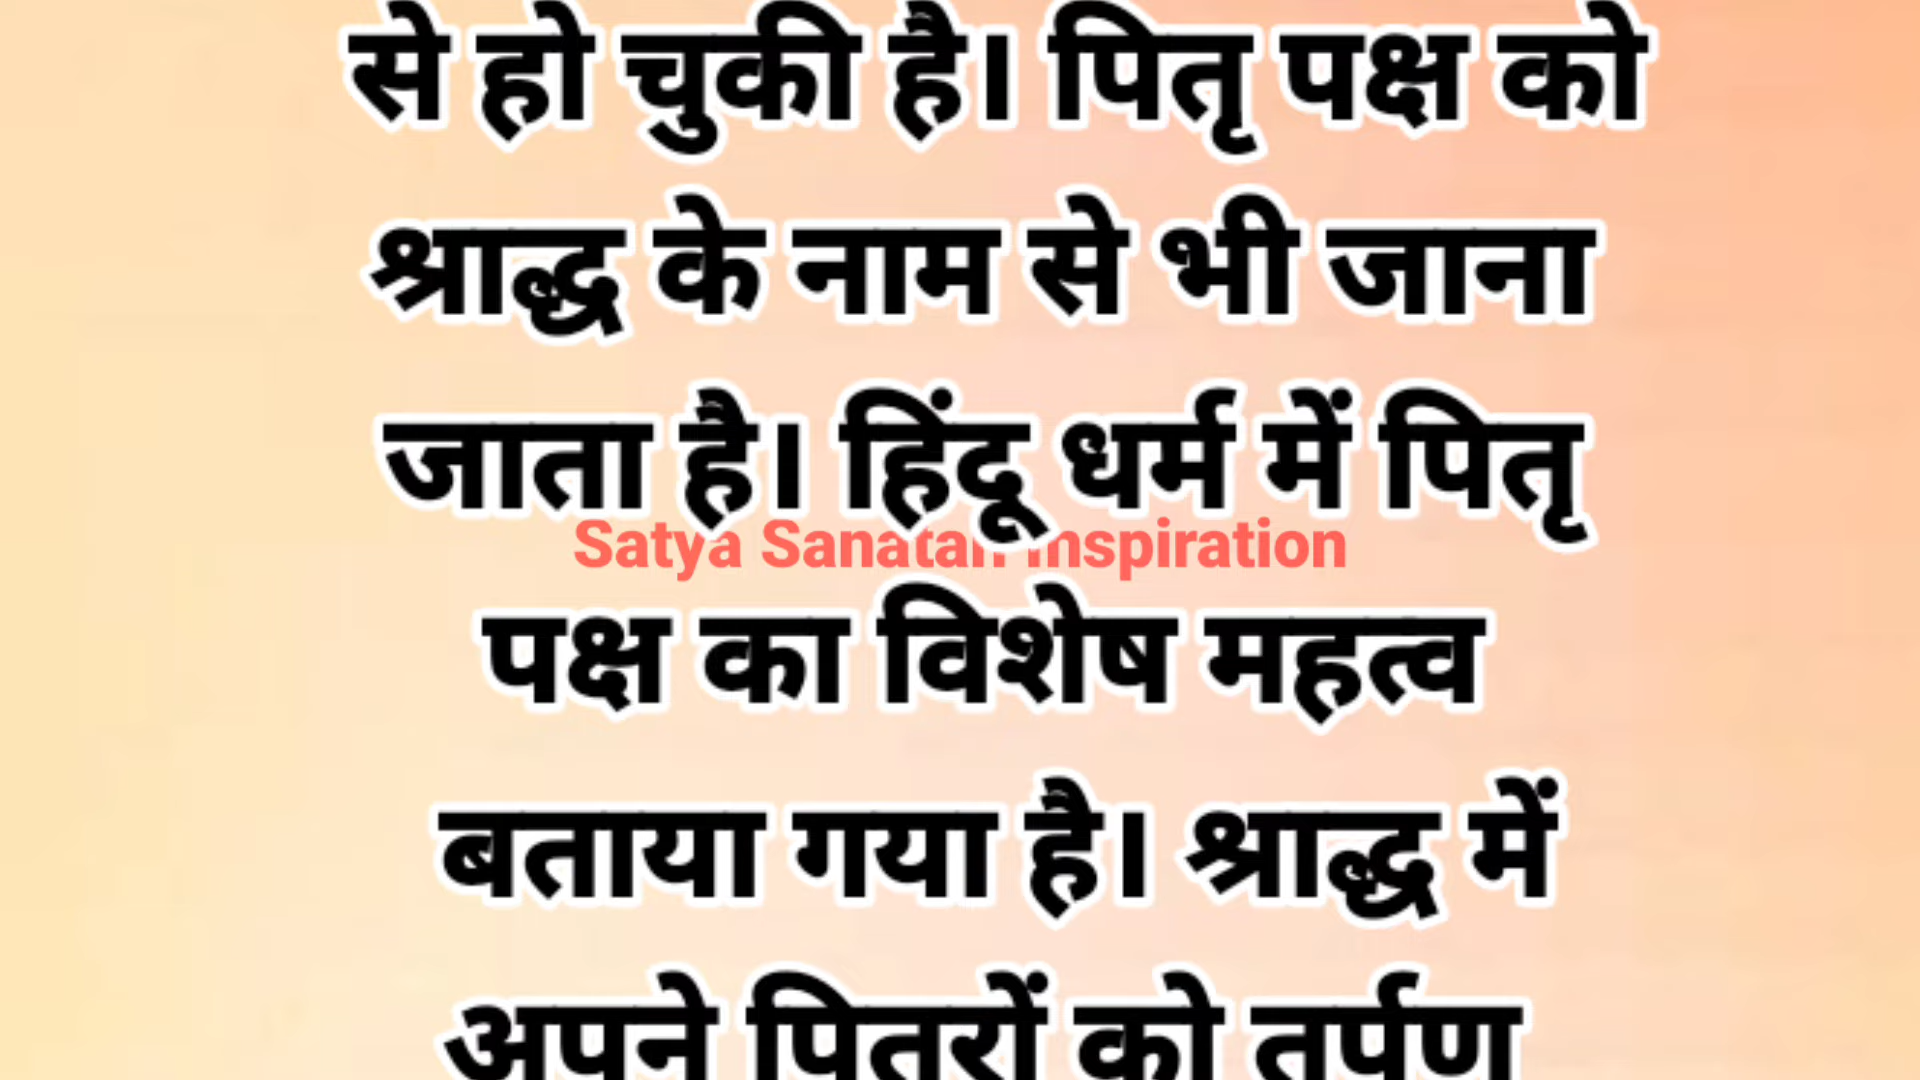 से हो चुकी है। पितृ पक्ष को
श्राद्ध के नाम से भी जाना
जाता है। हिंदू धर्म में पितृ
Satya Sanatan Inspiration
पक्ष का विशेष महत्व
बताया गया है। श्राद्ध में
अपने पितरों को तर्पण